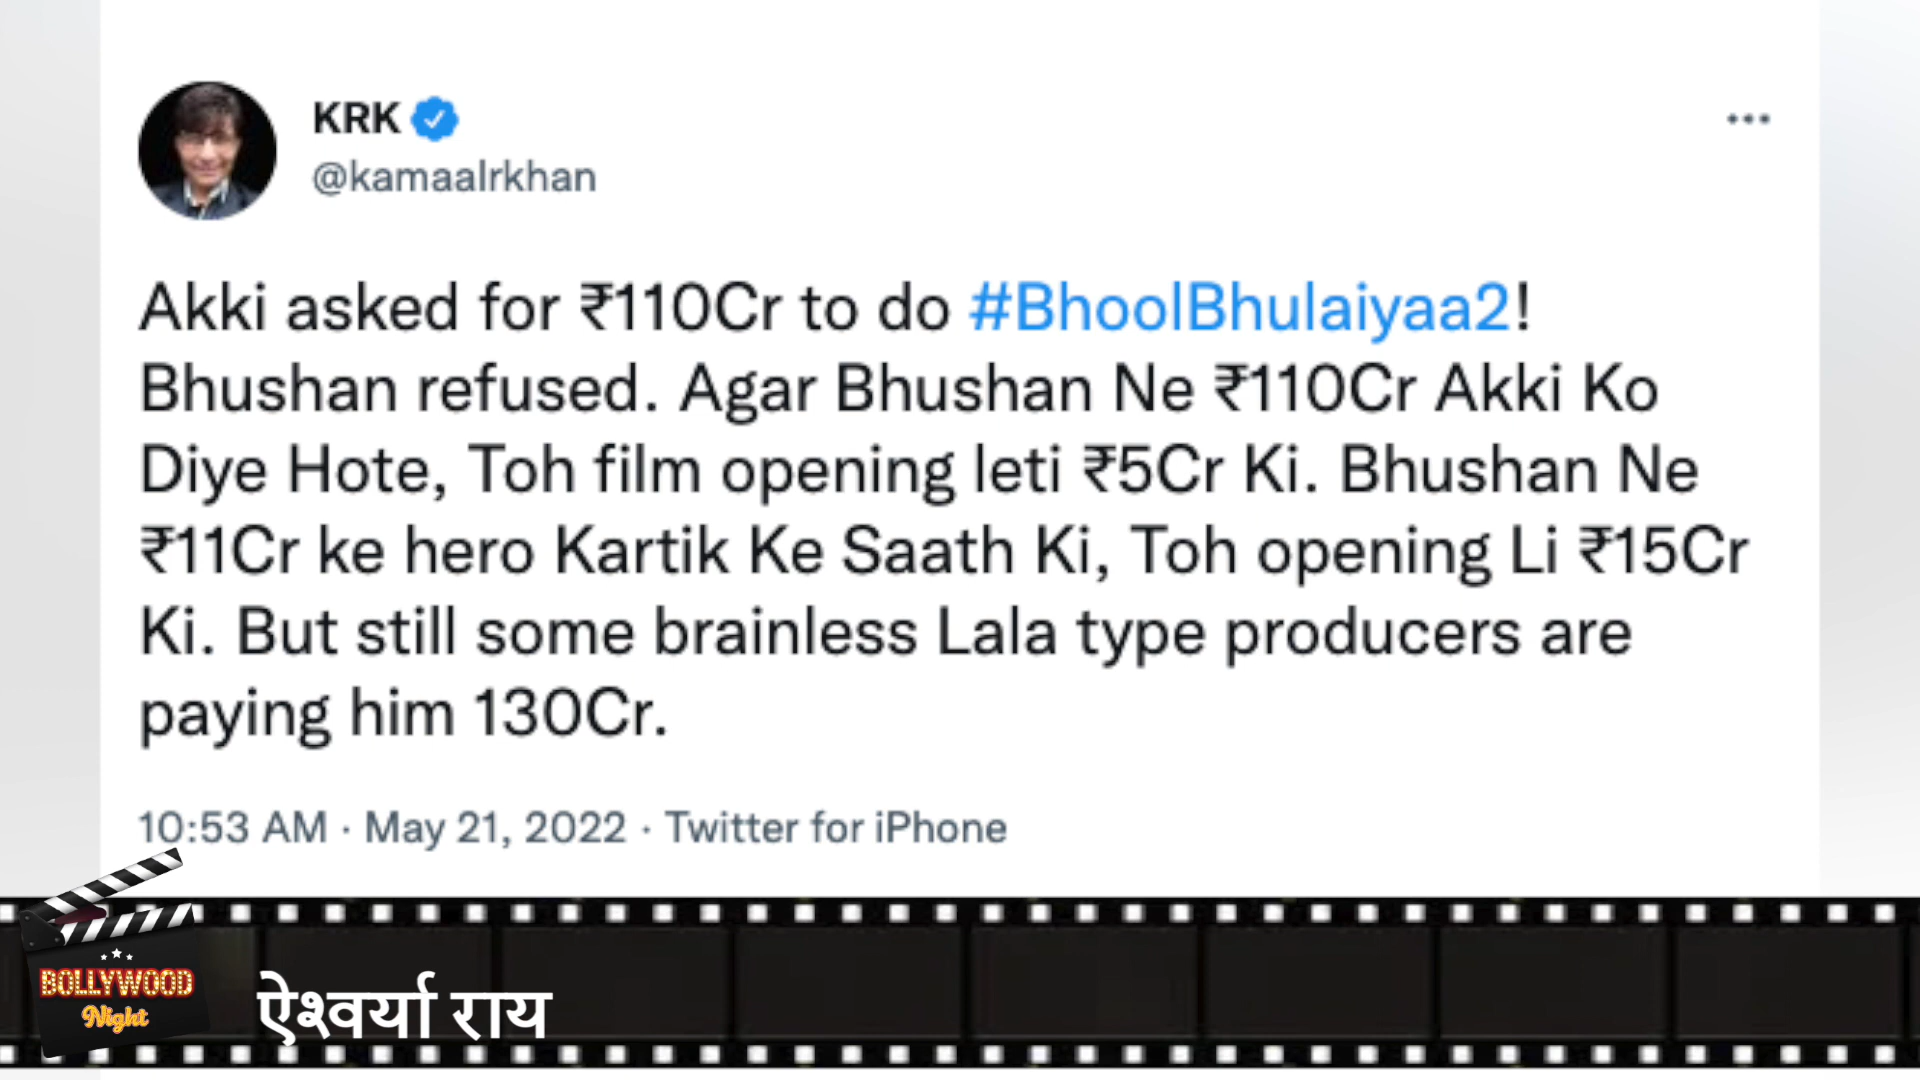 KRK
@kamaalrkhan
Akki asked for ₹110Cr to do #BhoolBhulaiyaa2!
Bhushan refused. Agar Bhushan Ne ₹110Cr Akki Ko
Diye Hote, Toh film opening leti ₹5Cr Ki. Bhushan Ne
₹11Cr ke hero Kartik Ke Saath Ki, Toh opening Li ₹15Cr
Ki. But still some brainless Lala type producers are
paying him 130Cr.
10:53 AM · May 21, 2022 · Twitter for iPhone
BOLLYWOOD
Night
ऐश्वर्या राय